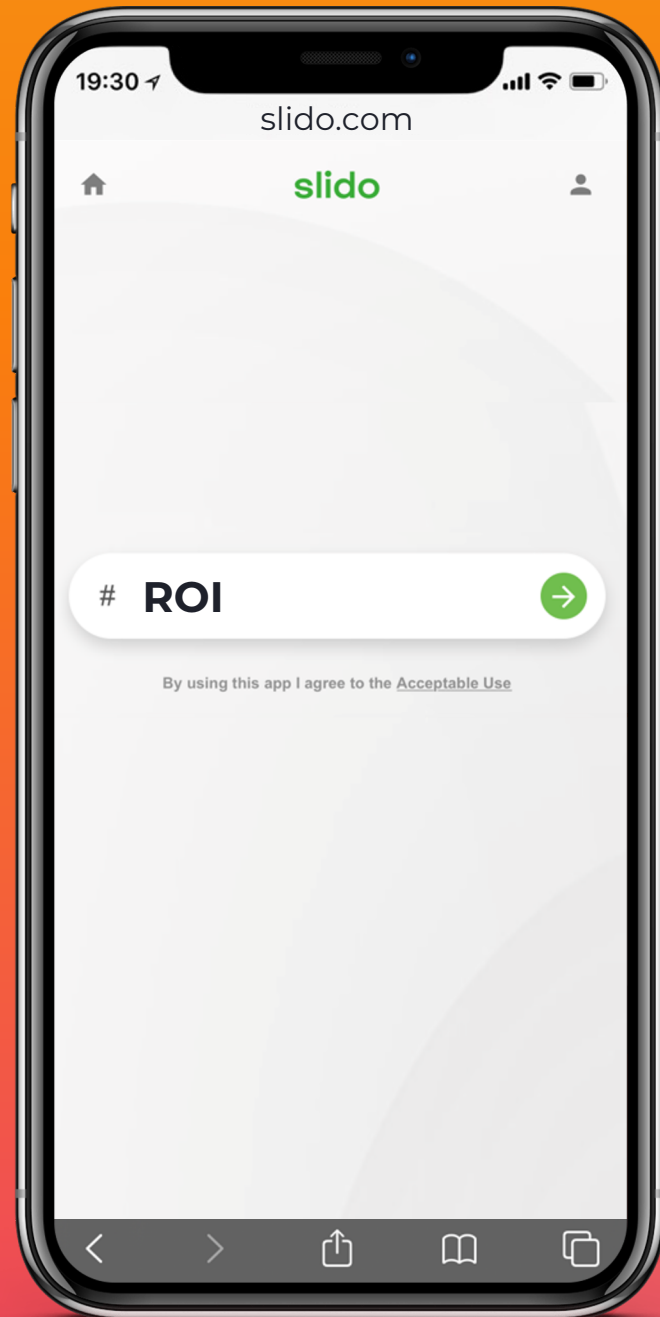 19:30
slido.com
slido
# ROI
By using this app I agree to the Acceptable Use